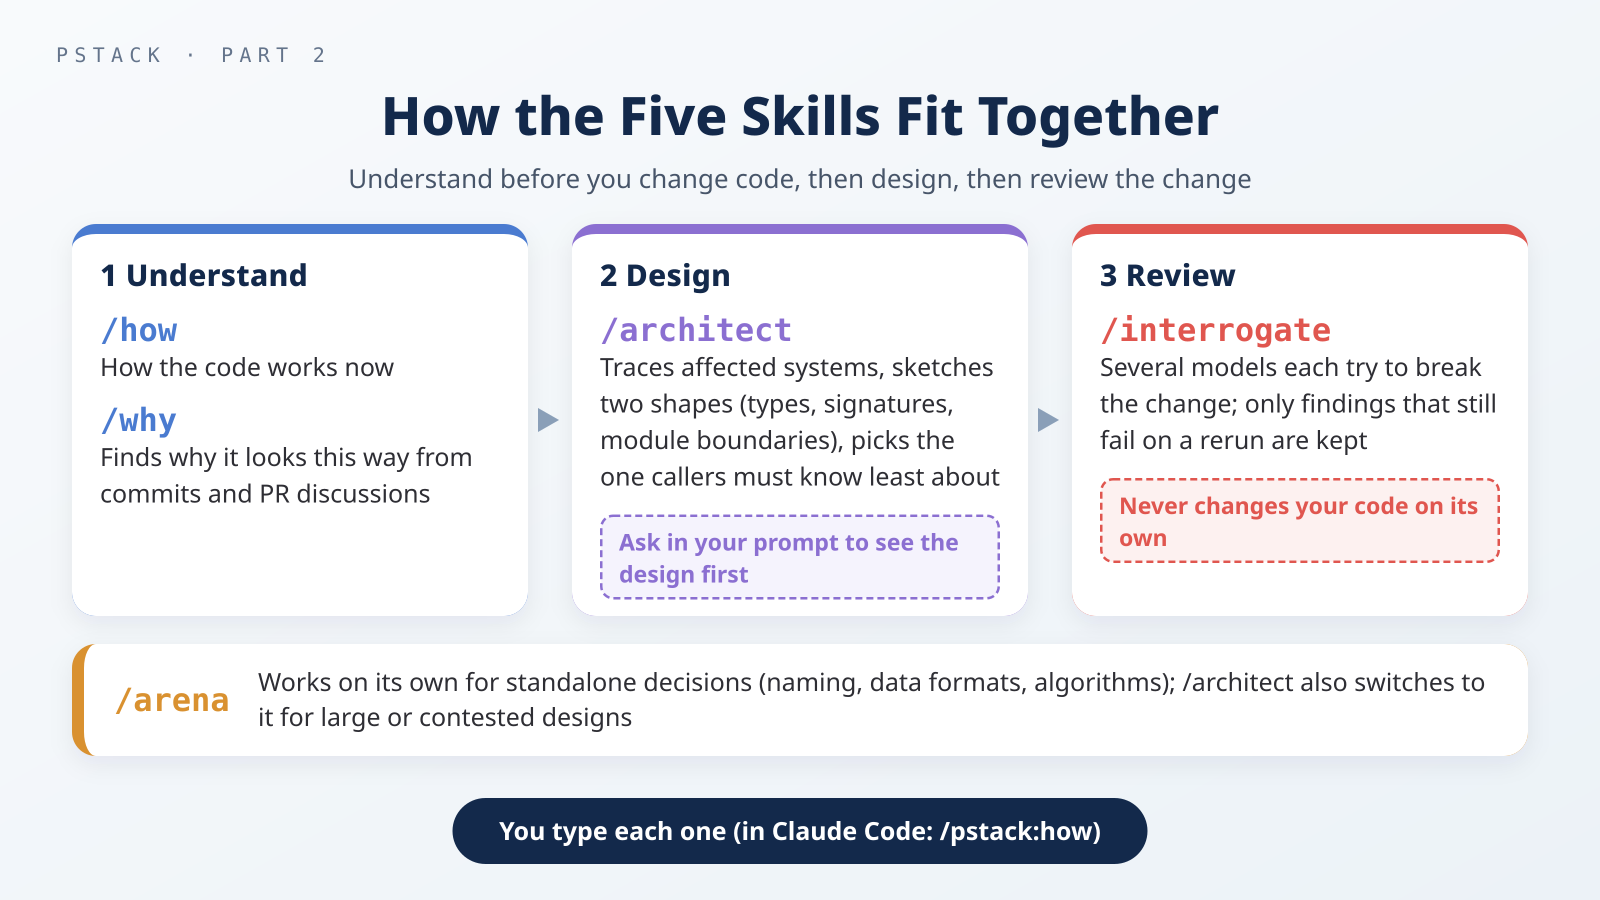 PSTACK · PART 2
How the Five Skills Fit Together
Understand before you change code, then design, then review the change
1 Understand
/how
How the code works now
/why
Finds why it looks this way from
commits and PR discussions
2 Design
/architect
Traces affected systems, sketches
two shapes (types, signatures,
module boundaries), picks the
one callers must know least about
Ask in your prompt to see the
design first
3 Review
/interrogate
Several models each try to break
the change; only findings that still
fail on a rerun are kept
Never changes your code on its
own
/arena
Works on its own for standalone decisions (naming, data formats, algorithms); /architect also switches to
it for large or contested designs
You type each one (in Claude Code: /pstack:how)